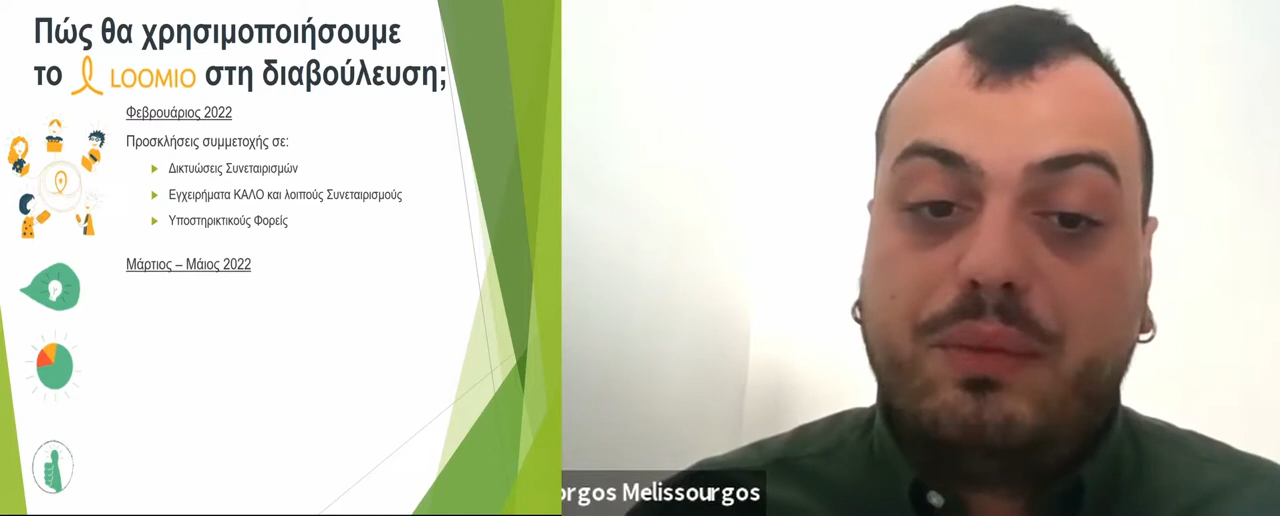 Πώς θα χρησιμοποιήσουμε
το LOOMIO στη διαβούλευση;
Φεβρουάριος 2022
Προσκλήσεις συμμετοχής σε:
Δικτυώσεις Συνεταιρισμών
Εγχειρήματα ΚΑΛΟ και λοιπούς Συνεταιρισμούς
Υποστηρικτικούς Φορείς
Μάρτιος – Μάιος 2022
orgos Melissourgos